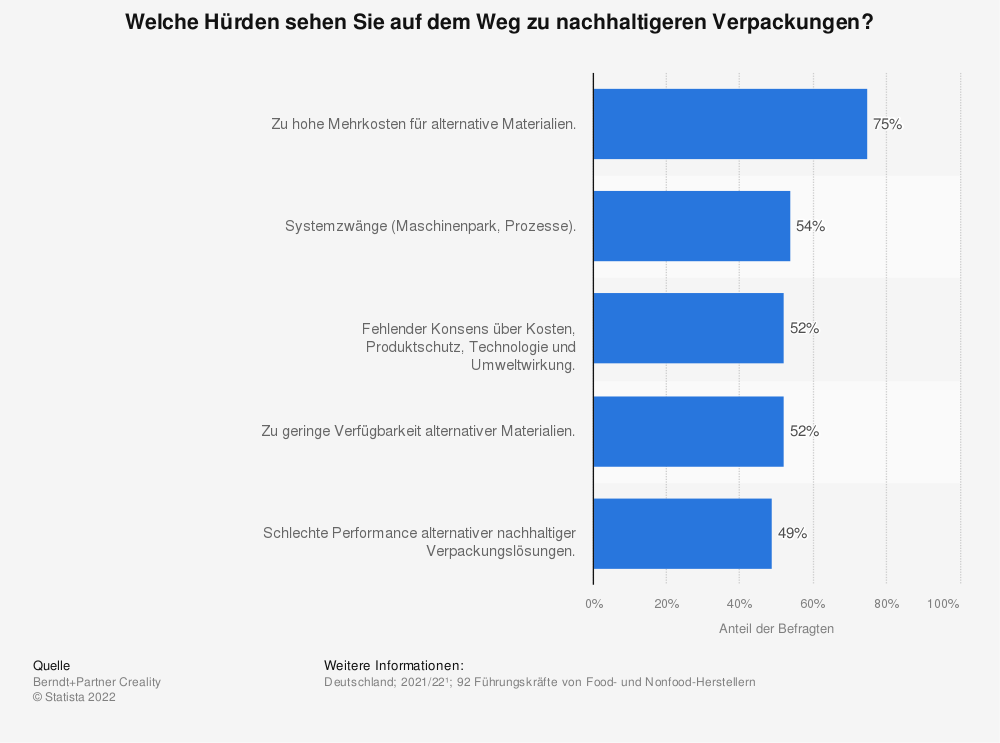 Welche Hürden sehen Sie auf dem Weg zu nachhaltigeren Verpackungen?
Zu hohe Mehrkosten für alternative Materialien.
75%
Systemzwänge (Maschinenpark, Prozesse).
54%
Fehlender Konsens über Kosten,
Produktschutz, Technologie und
Umweltwirkung.
52%
Zu geringe Verfügbarkeit alternativer Materialien.
52%
Schlechte Performance alternativer nachhaltiger
Verpackungslösungen.
49%
0% 20% 40% 60% 80% 100%
Anteil der Befragten
Quelle
Berndt+Partner Creality
© Statista 2022
Weitere Informationen:
Deutschland; 2021/22¹; 92 Führungskräfte von Food- und Nonfood-Herstellern